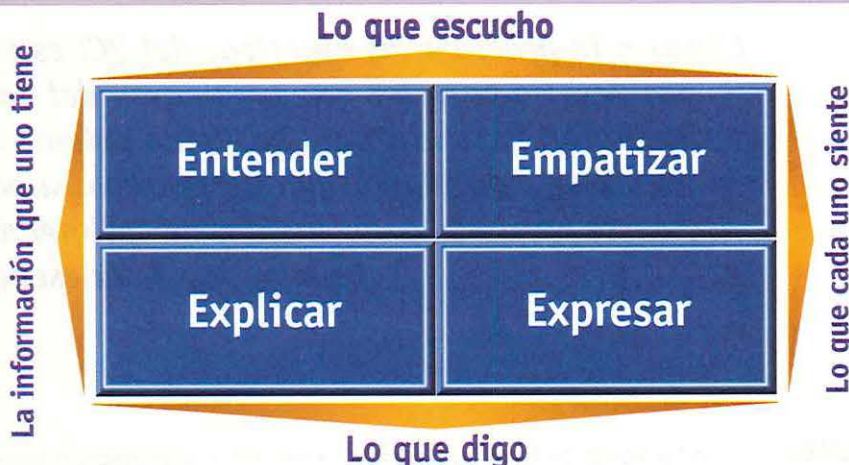 Lo que escucho
La información que uno tiene
Entender
Empatizar
Lo que cada uno siente
Explicar
Expresar
Lo que digo